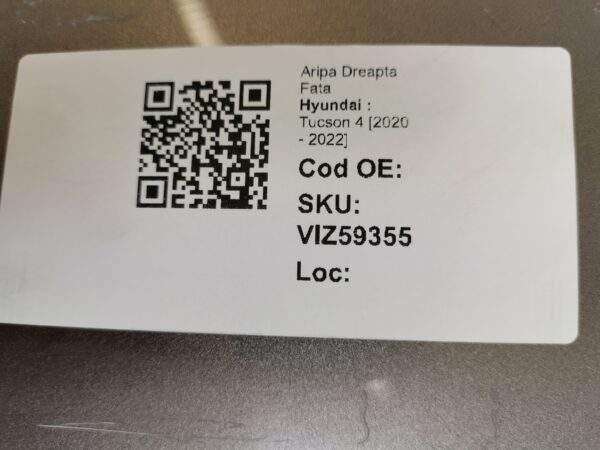 Aripa Dreapta
Fata
Hyundai :
Tucson 4 [2020
- 2022]
Cod OE:
SKU:
VIZ59355
Loc: